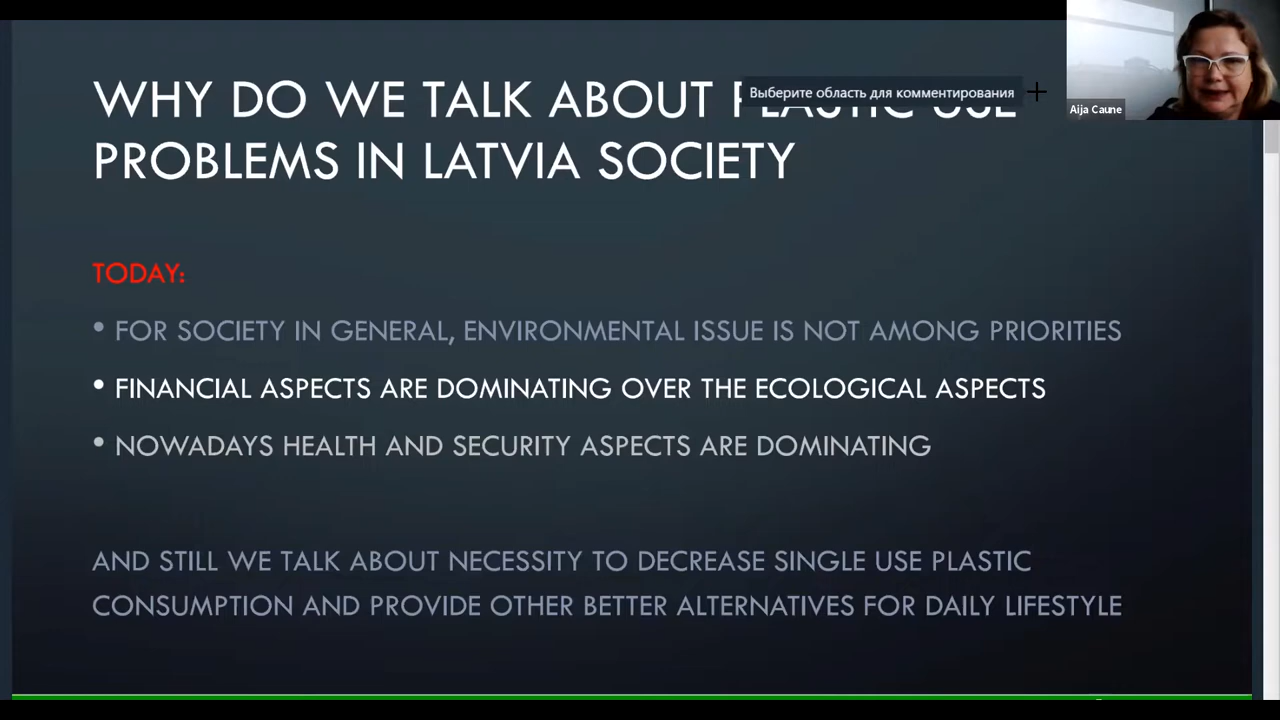 WHY DO WE TALK ABOUT PLASTIC USE
PROBLEMS IN LATVIA SOCIETY
Выберите область для комментирования
Aija Caune
TODAY:
• FOR SOCIETY IN GENERAL, ENVIRONMENTAL ISSUE IS NOT AMONG PRIORITIES
• FINANCIAL ASPECTS ARE DOMINATING OVER THE ECOLOGICAL ASPECTS
• NOWADAYS HEALTH AND SECURITY ASPECTS ARE DOMINATING
AND STILL WE TALK ABOUT NECESSITY TO DECREASE SINGLE USE PLASTIC
CONSUMPTION AND PROVIDE OTHER BETTER ALTERNATIVES FOR DAILY LIFESTYLE